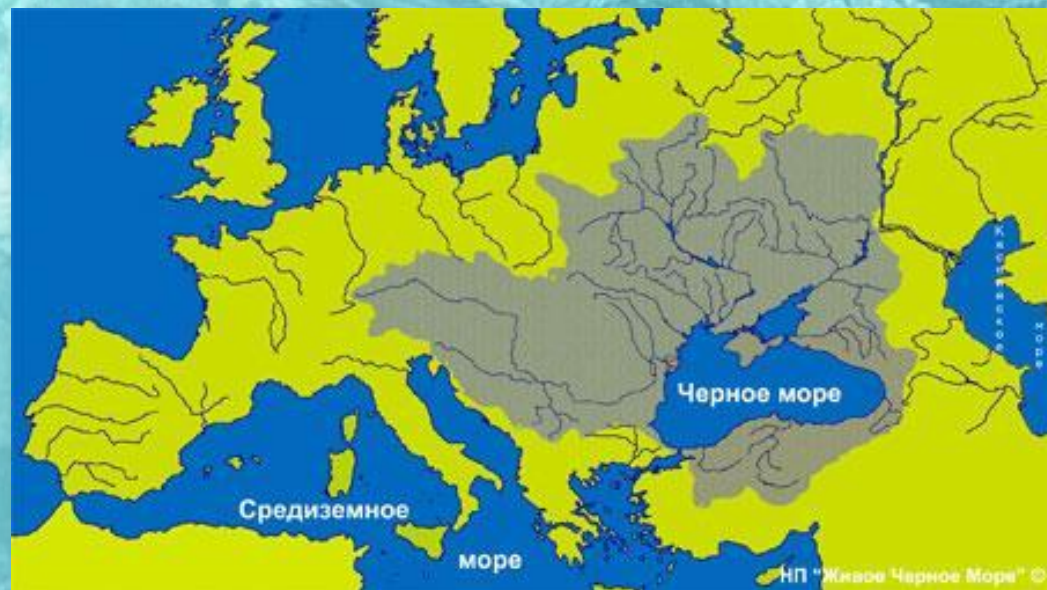 Каспийское
море
Черное море
Средиземное
море
НП "Живое Черное Море" ©